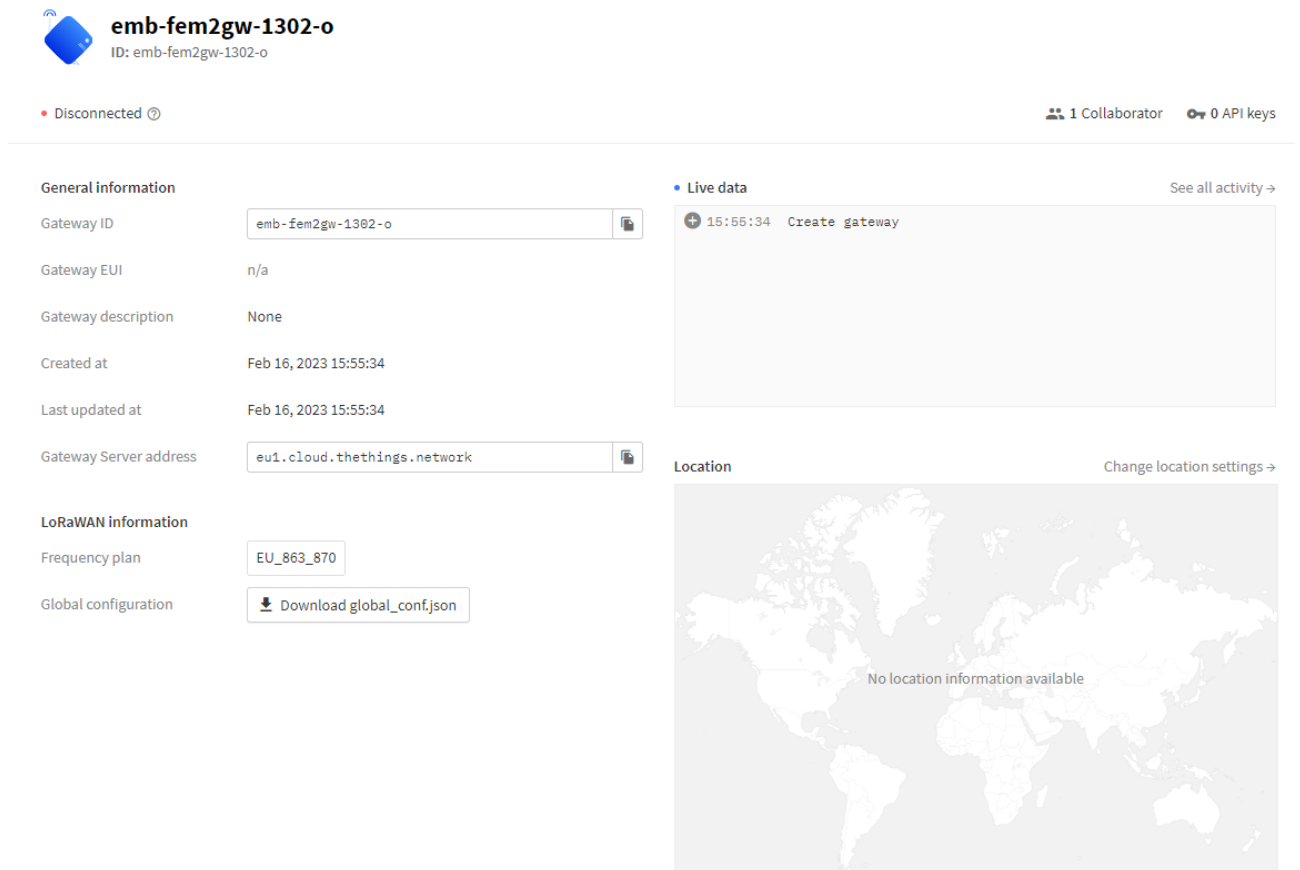 emb-fem2gw-1302-o
ID: emb-fem2gw-1302-o
Disconnected
1 Collaborator
0 API keys
General information
Gateway ID
emb-fem2gw-1302-o
Gateway EUI
n/a
Gateway description
None
Created at
Feb 16, 2023 15:55:34
Last updated at
Feb 16, 2023 15:55:34
Gateway Server address
eu1.cloud.thethings.network
LoRaWAN information
Frequency plan
EU_863_870
Global configuration
Download global_conf.json
Live data
See all activity →
15:55:34 Create gateway
Location
Change location settings →
No location information available